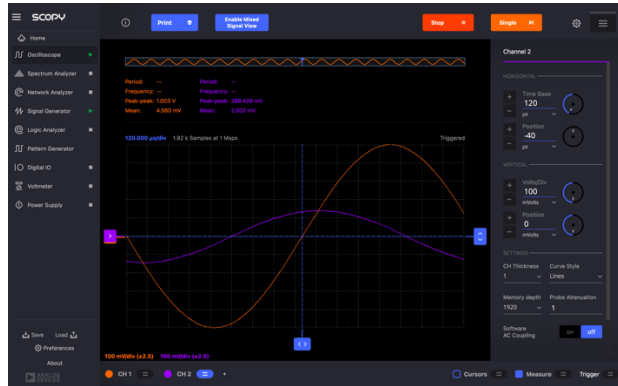 SCOPY
Print
Enable Mixed
Signal View
Stop
Single
Home
Oscilloscope
Spectrum Analyzer
Network Analyzer
Signal Generator
Logic Analyzer
Pattern Generator
Digital IO
Voltmeter
Power Supply
Save Load
Preferences
About
ANALOG
DEVICES
Period: -- Period: --
Frequency: -- Frequency: --
Peak-peak: 1.003 V Peak-peak: 289.428 mV
Mean: 4.560 mV Mean: 2.003 mV
120.000 µs/div 1.92 k Samples at 1 Msps Triggered
100 mV/div (±2.5) 100 mV/div (±2.5)
CH 1 CH 2 +
Cursors Measure Trigger
Channel 2
HORIZONTAL
Time Base
120
µs
Position
-40
µs
VERTICAL
Volts/Div
100
mVolts
Position
0
mVolts
SETTINGS
CH Thickness Curve Style
1 Lines
Memory depth Probe Attenuation
1920 1
Software
AC Coupling on off